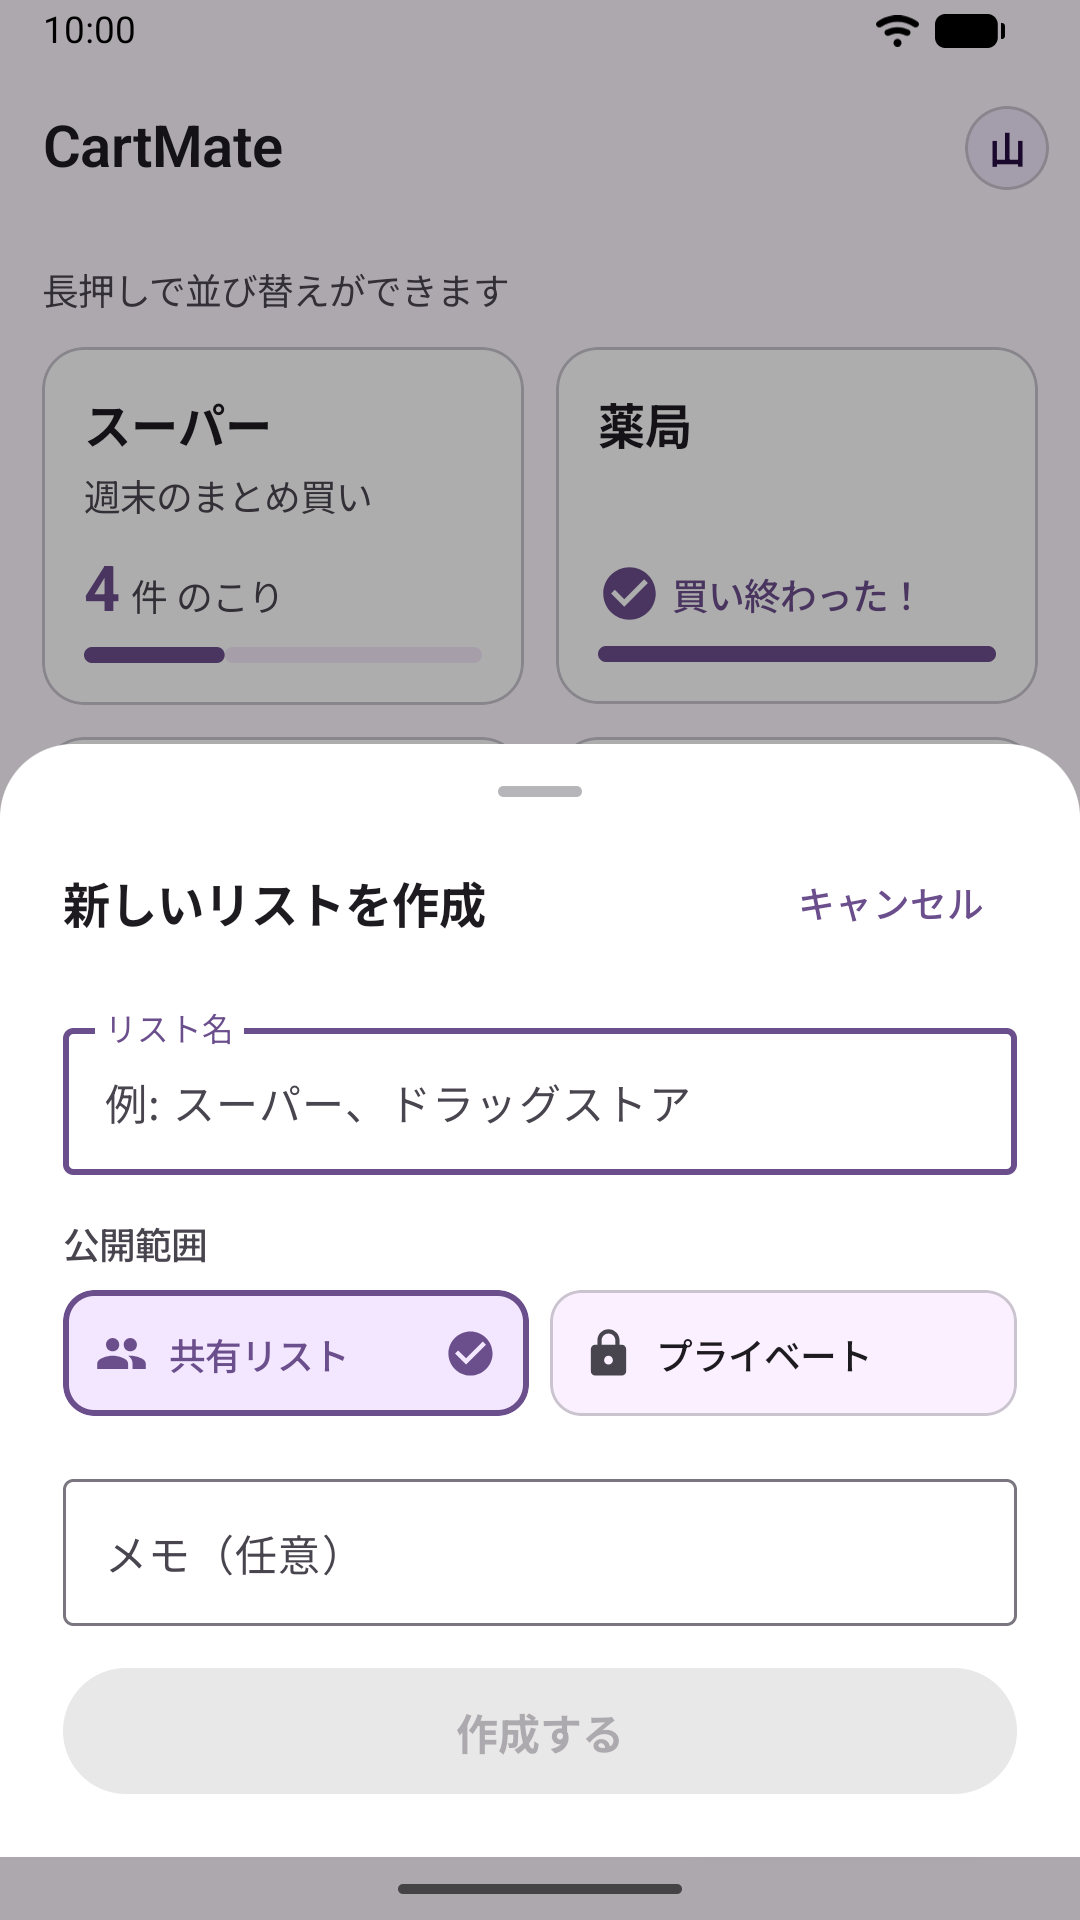 10:00
CartMate
山
長押しで並び替えができます
スーパー
週末のまとめ買い
4 件 のこり
薬局
買い終わった！
新しいリストを作成
キャンセル
リスト名
例: スーパー、ドラッグストア
公開範囲
共有リスト
プライベート
メモ（任意）
作成する